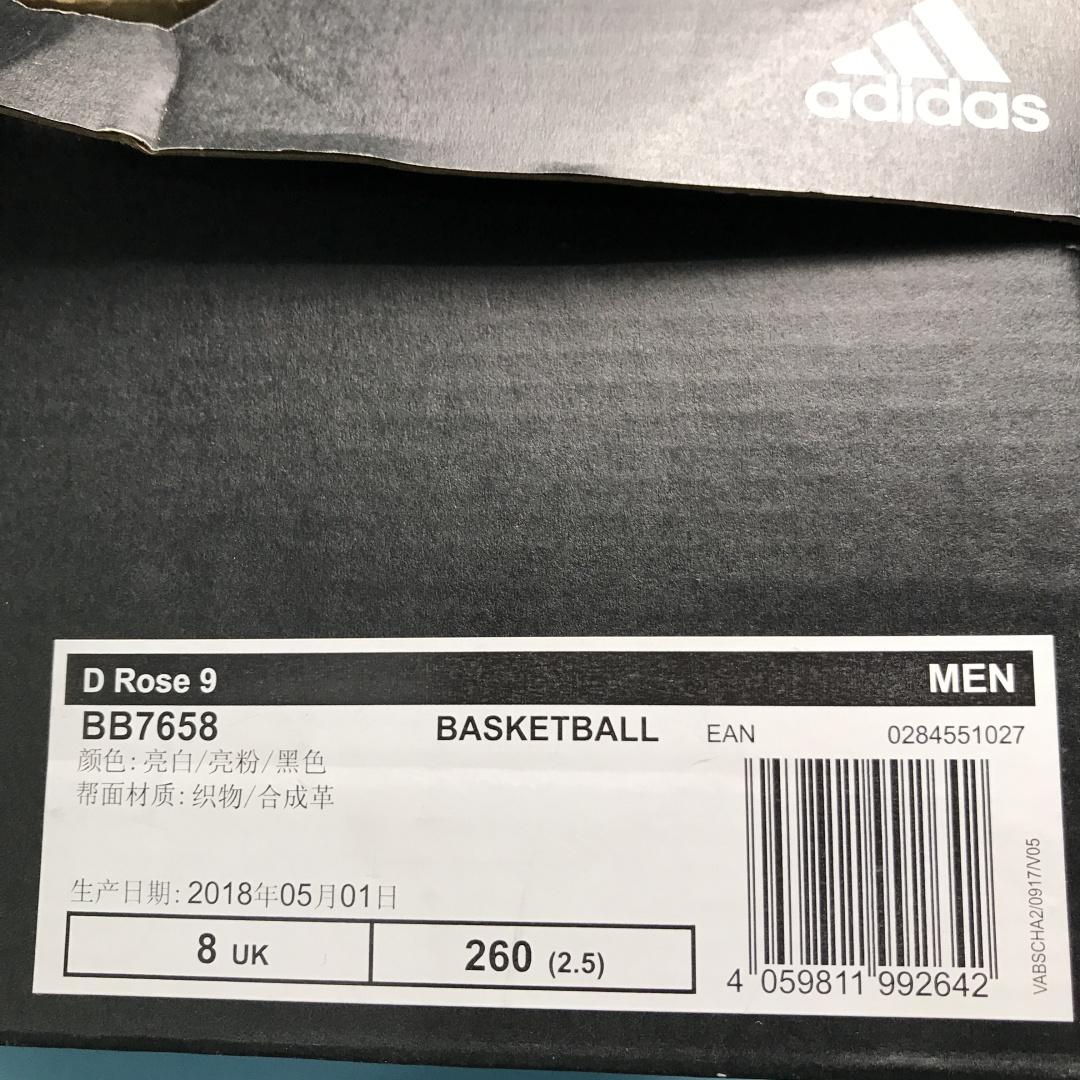 adidas
D Rose 9 MEN
BB7658 BASKETBALL EAN 0284551027
颜色:亮白/亮粉/黑色
帮面材质:织物/合成革
生产日期:2018年05月01日
8 UK 260 (2.5)
4 059811 992642
VABSCHA2/0917/V05